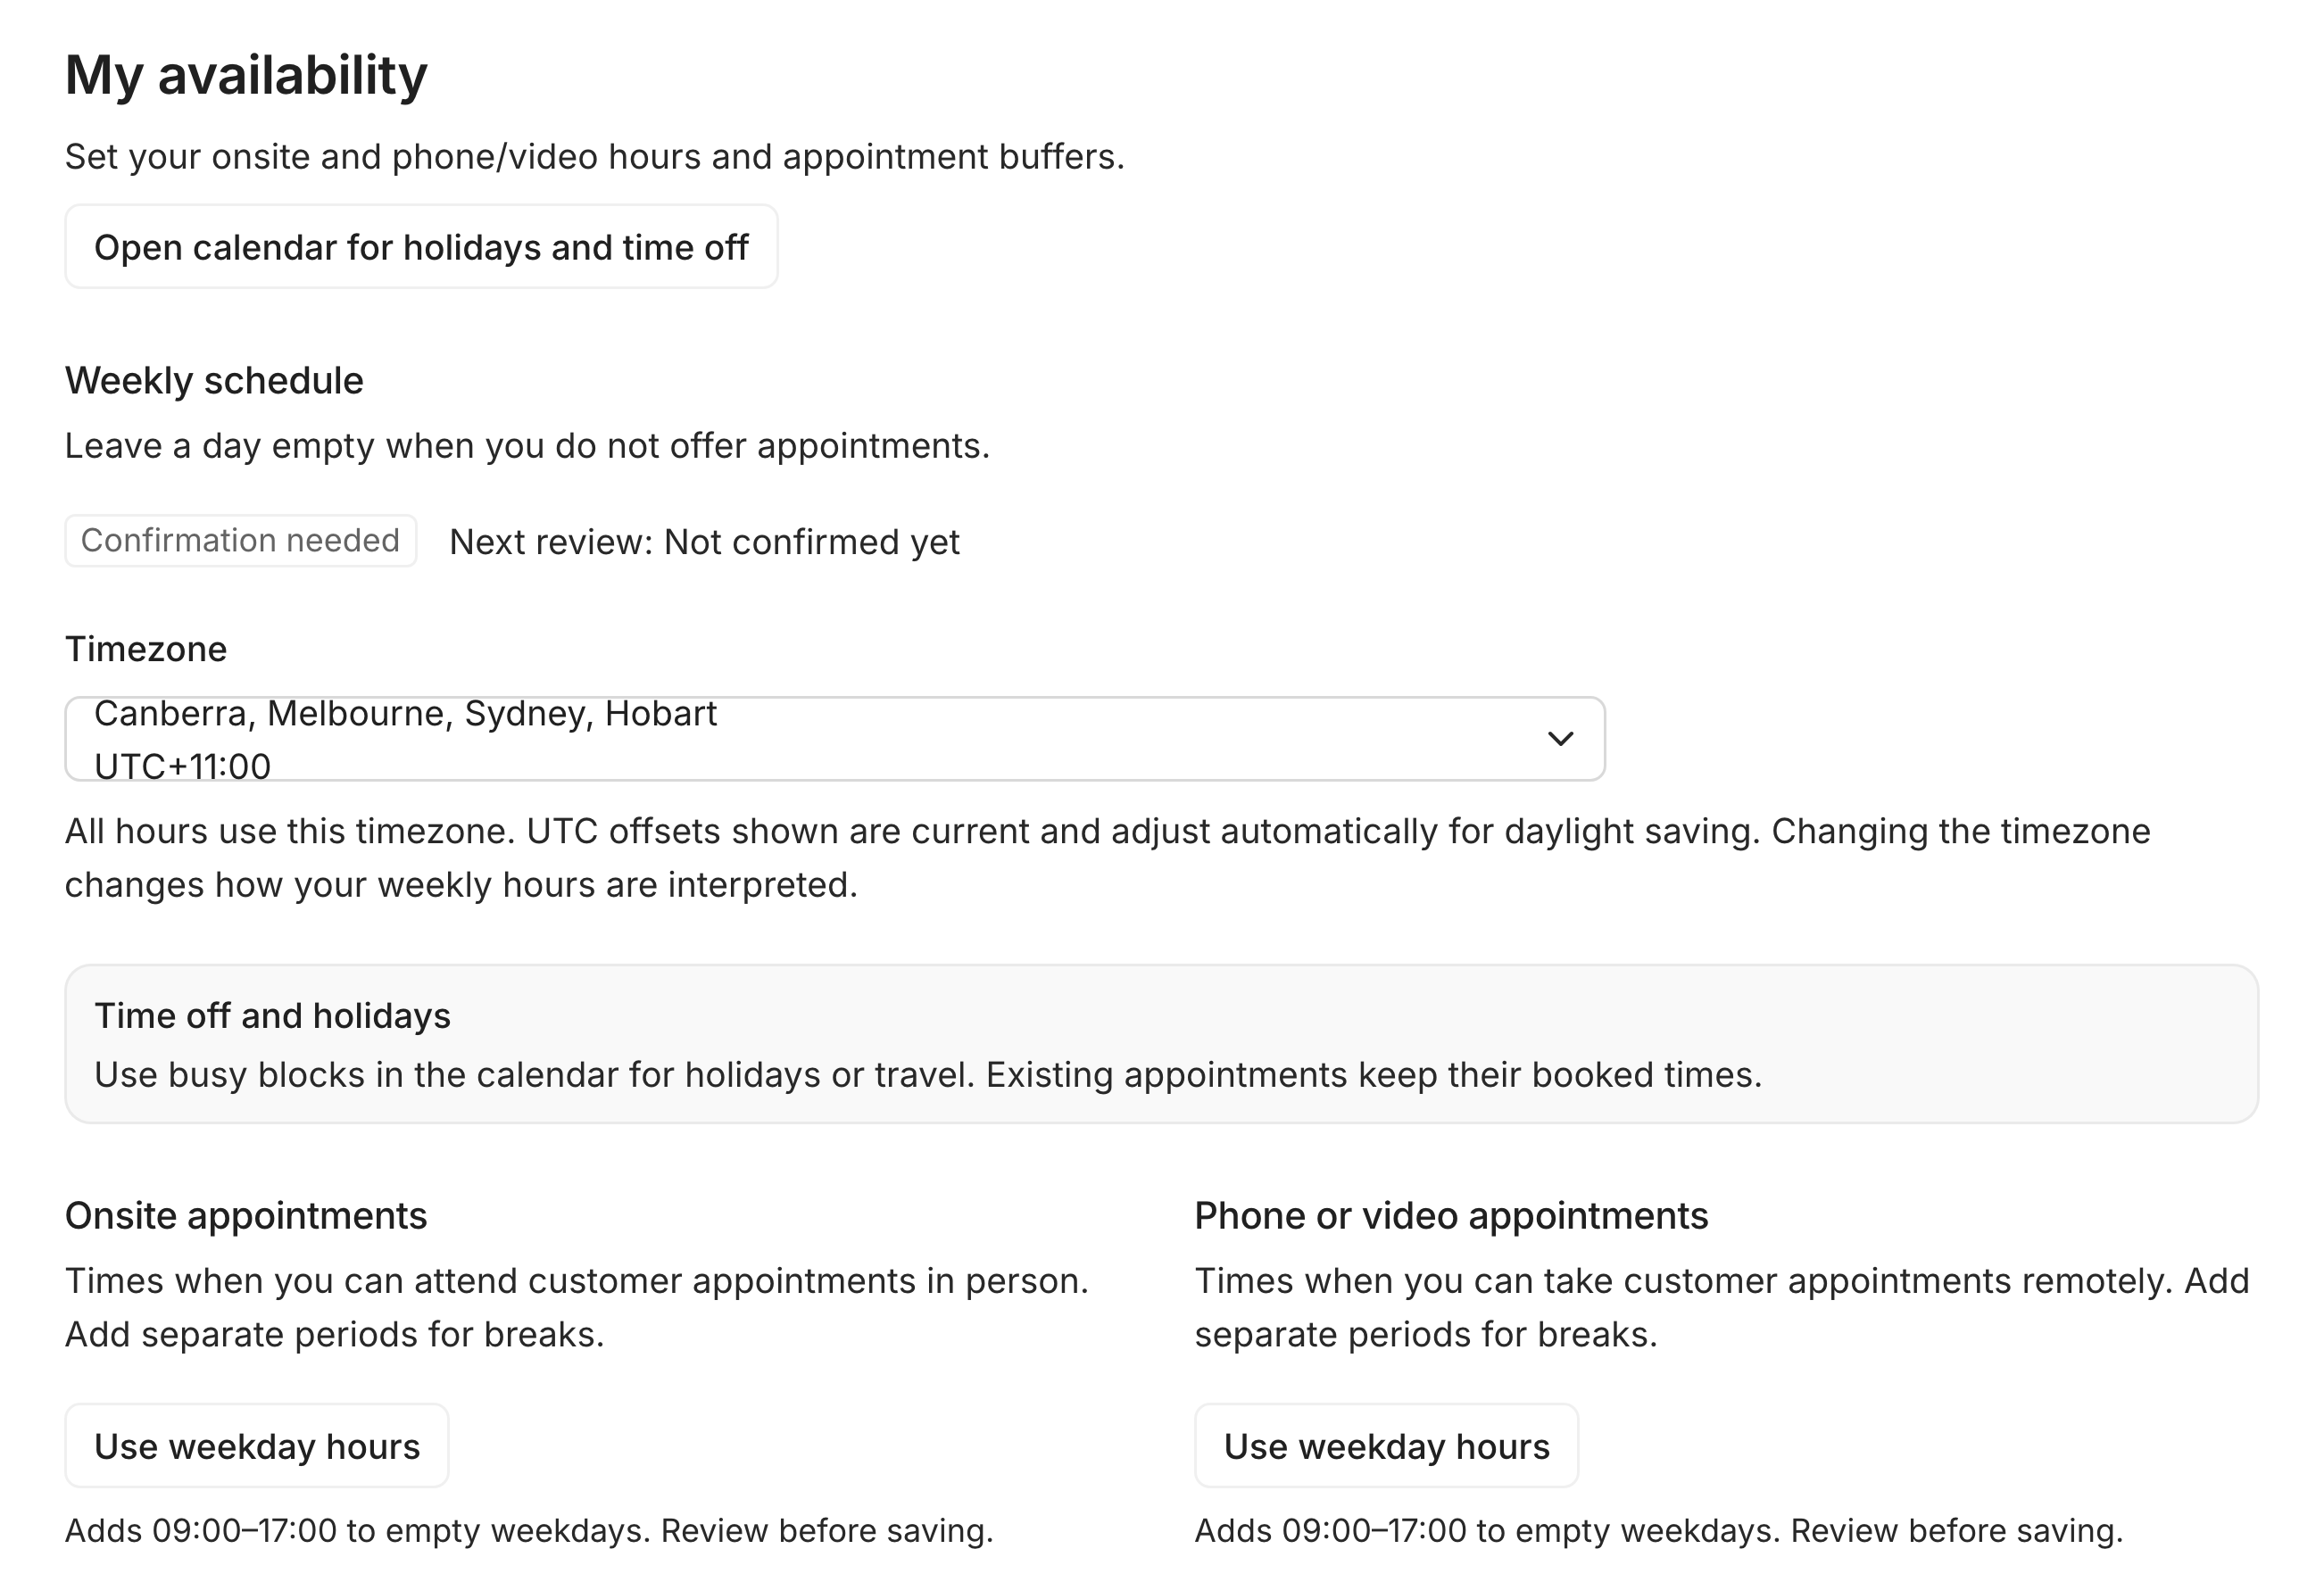 My availability
Set your onsite and phone/video hours and appointment buffers.
Open calendar for holidays and time off
Weekly schedule
Leave a day empty when you do not offer appointments.
Confirmation needed
Next review: Not confirmed yet
Timezone
Canberra, Melbourne, Sydney, Hobart
UTC+11:00
All hours use this timezone. UTC offsets shown are current and adjust automatically for daylight saving. Changing the timezone
changes how your weekly hours are interpreted.
Time off and holidays
Use busy blocks in the calendar for holidays or travel. Existing appointments keep their booked times.
Onsite appointments
Times when you can attend customer appointments in person.
Add separate periods for breaks.
Use weekday hours
Adds 09:00–17:00 to empty weekdays. Review before saving.
Phone or video appointments
Times when you can take customer appointments remotely. Add
separate periods for breaks.
Use weekday hours
Adds 09:00–17:00 to empty weekdays. Review before saving.